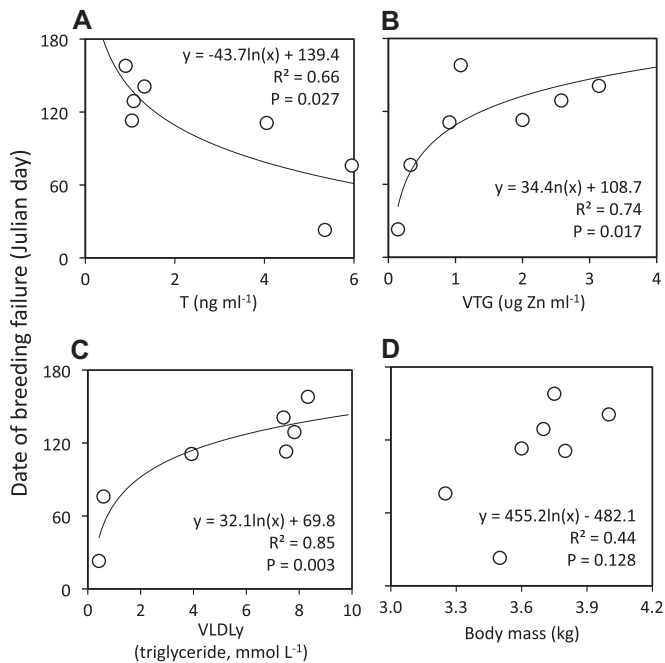 A
B
180
120
60
0
y = -43.7ln(x) + 139.4
R² = 0.66
P = 0.027
y = 34.4n(x) + 108.7
R² = 0.74
P = 0.017
0 2 4 6
T (ng ml⁻¹)
0 1 2 3 4
VTG (υg Zn ml⁻¹)
Date of breeding failure (Julian day)
C
D
180
120
60
0
y = 32.1ln(x) + 69.8
R² = 0.85
P = 0.003
y = 455.2ln(x) - 482.1
R² = 0.44
P = 0.128
0 2 4 6 8 10
VLDLy
(triglyceride, mmol L⁻¹)
3.0 3.3 3.6 3.9 4.2
Body mass (kg)